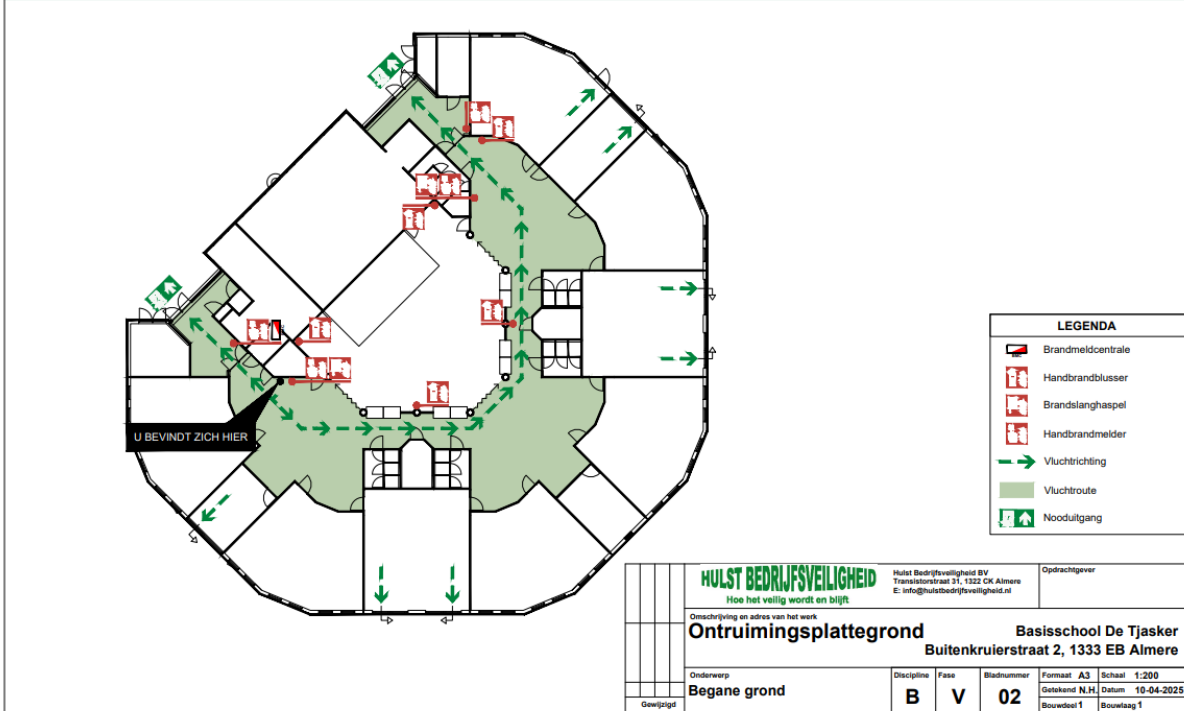 U BEVINDT ZICH HIER
LEGENDA
Brandmeldcentrale
Handbrandblusser
Brandslanghaspel
Handbrandmelder
Vluchtrichting
Vluchtroute
Nooduitgang
HULST BEDRIJFSVEILIGHEID
Hoe het veilig wordt en blijft
Hulst Bedrijfsveiligheid BV
Transistorstraat 31, 1322 CK Almere
E: info@hulstbedrijfsveiligheid.nl
Opdrachtgever
Omschrijving en adres van het werk
Ontruimingsplattegrond
Basisschool De Tjasker
Buitenkruierstraat 2, 1333 EB Almere
Onderwerp
Begane grond
Discipline
B
Fase
V
Bladnummer
02
Formaat A3 Schaal 1:200
Getekend N.H. Datum 10-04-2025
Bouwdeel 1 Bouwlaag 1
Gewijzigd